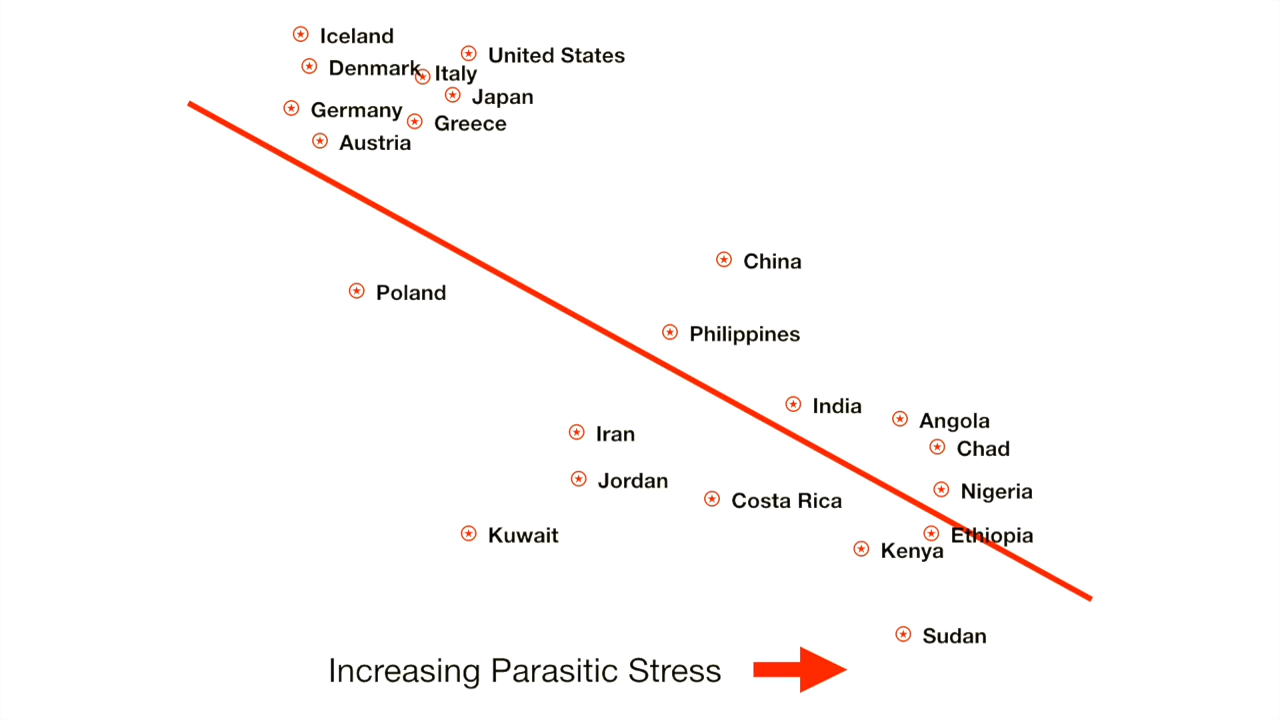 Iceland
United States
Denmark
Italy
Japan
Germany
Greece
Austria
China
Poland
Philippines
India
Angola
Iran
Chad
Jordan
Nigeria
Costa Rica
Kuwait
Ethiopia
Kenya
Sudan
Increasing Parasitic Stress